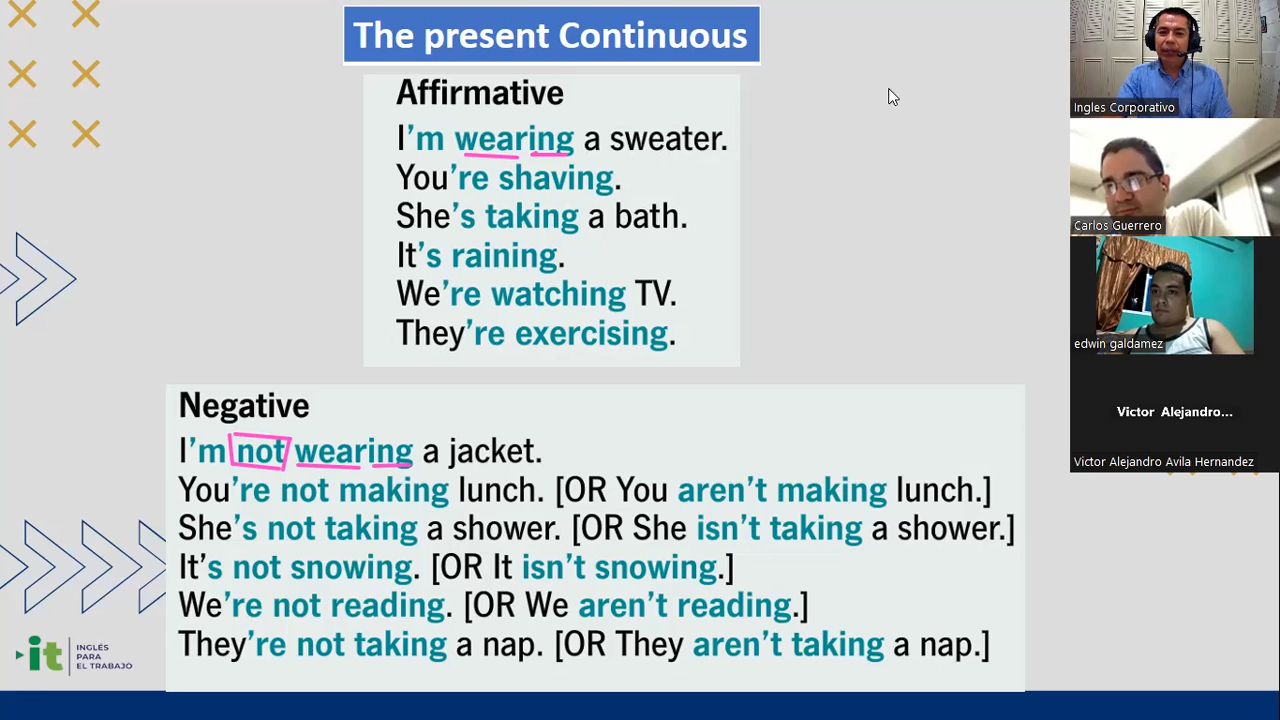 The present Continuous
Affirmative
I'm wearing a sweater.
You're shaving.
She's taking a bath.
It's raining.
We're watching TV.
They're exercising.
Negative
I'm not wearing a jacket.
You're not making lunch. [OR You aren't making lunch.]
She's not taking a shower. [OR She isn't taking a shower.]
It's not snowing. [OR It isn't snowing.]
We're not reading. [OR We aren't reading.]
They're not taking a nap. [OR They aren't taking a nap.]
it
INGLÉS
PARA
EL TRABAJO
Ingles Corporativo
Carlos Guerrero
edwin galdamez
Victor Alejandro...
Victor Alejandro Avila Hernandez